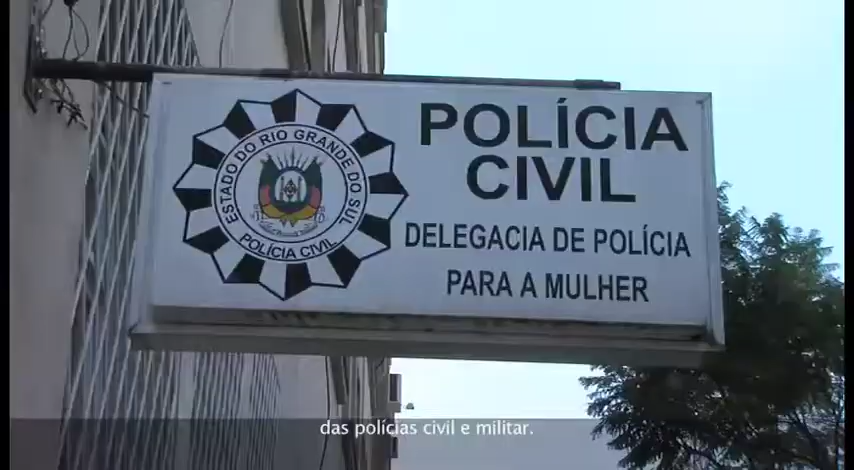 POLÍCIA
CIVIL
DELEGACIA DE POLÍCIA
PARA A MULHER
ESTADO DO RIO GRANDE DO SUL
POLÍCIA CIVIL
das polícias civil e militar.